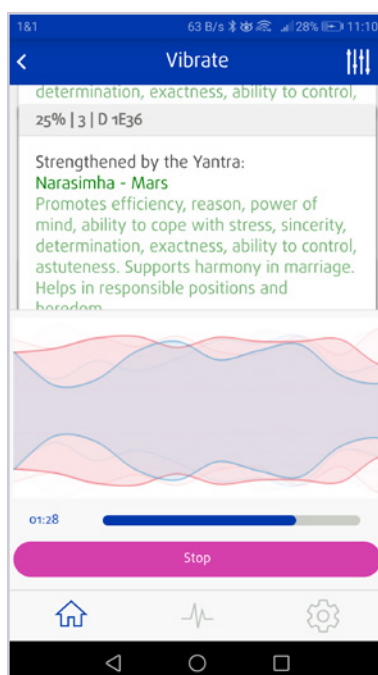 1&1 63 B/s 28% 11:10
Vibrate
determination, exactness, ability to control,
25% | 3 | D 1E36
Strengthened by the Yantra:
Narasimha - Mars
Promotes efficiency, reason, power of
mind, ability to cope with stress, sincerity,
determination, exactness, ability to control,
astuteness. Supports harmony in marriage.
Helps in responsible positions and
boredom
01:28
Stop